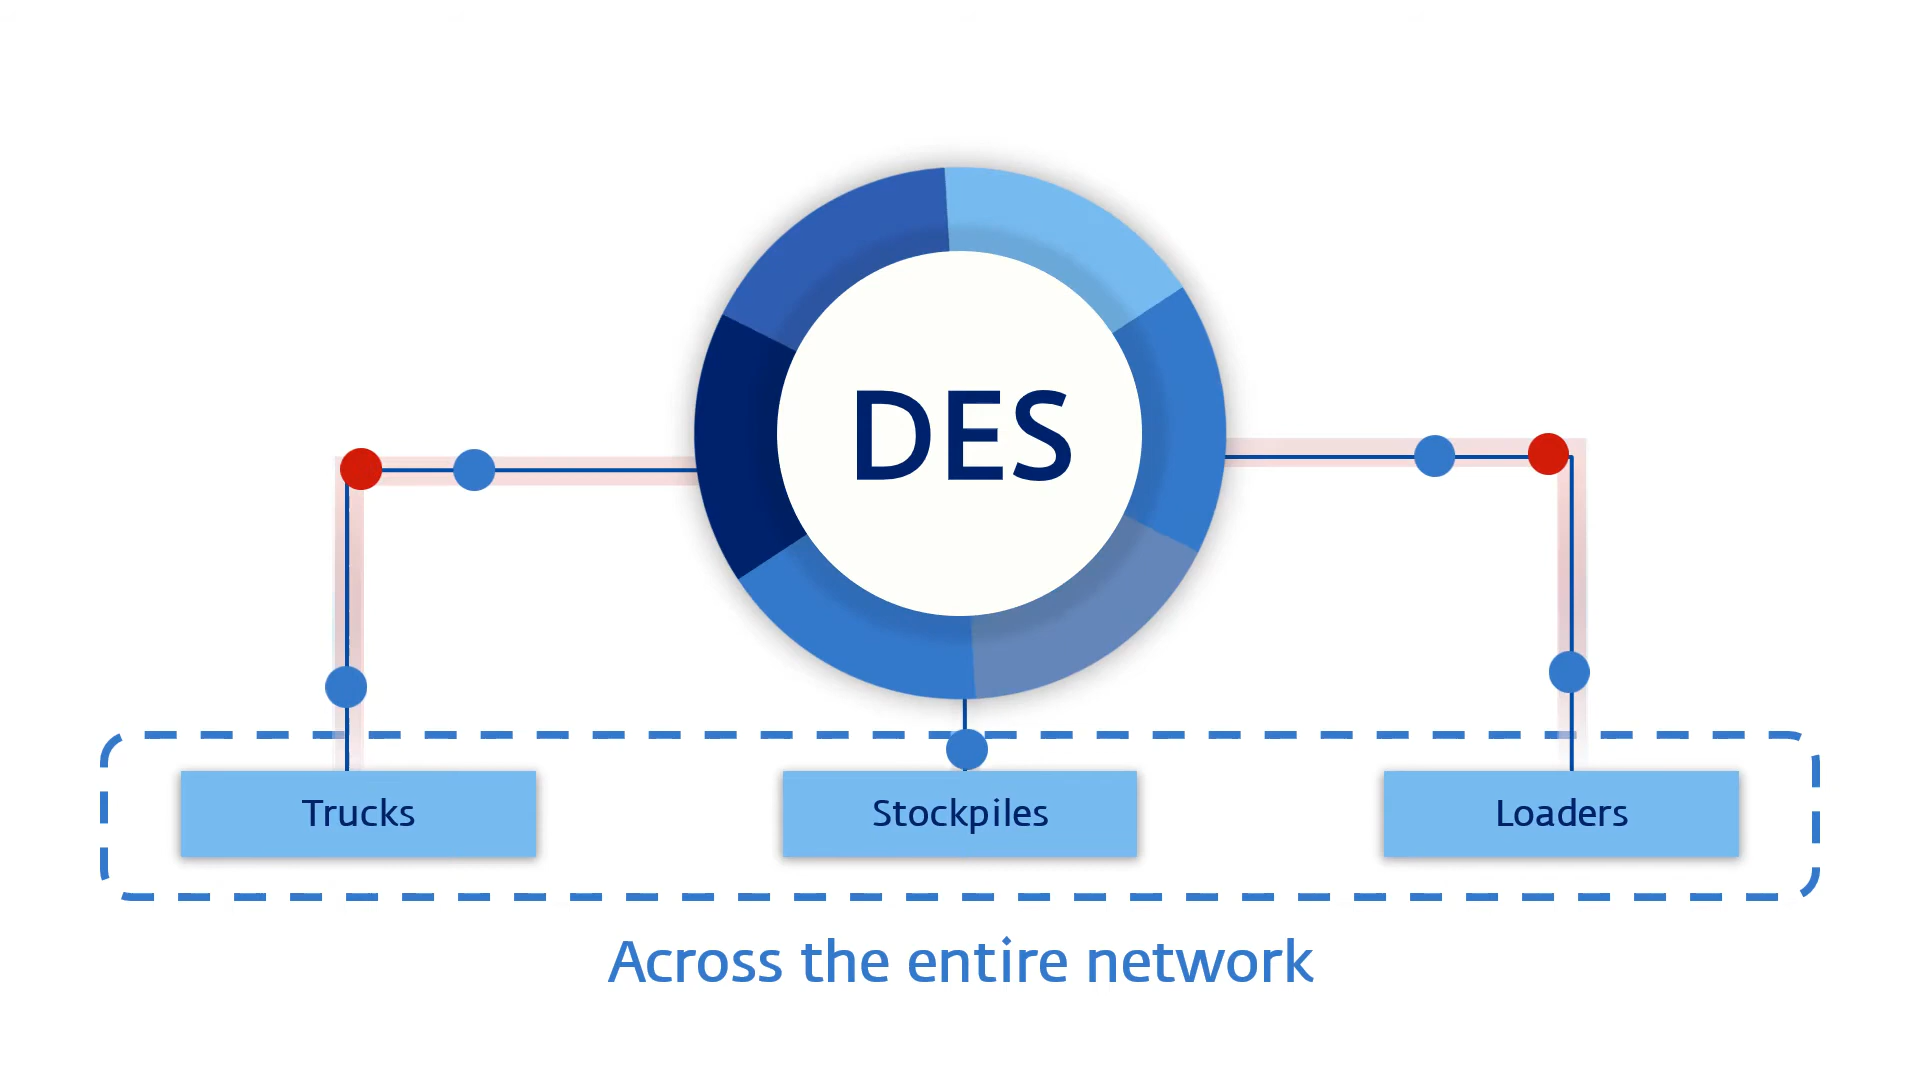 DES
Trucks
Stockpiles
Loaders
Across the entire network